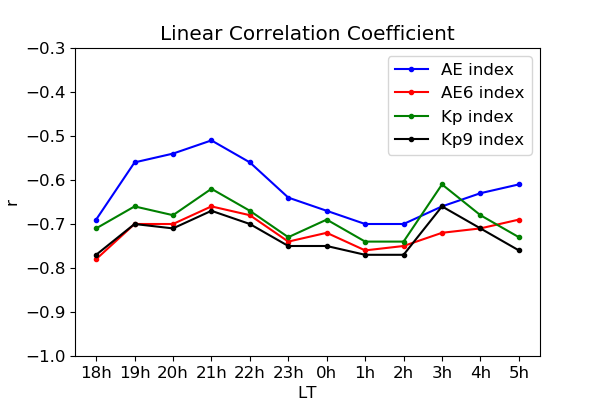 Linear Correlation Coefficient
−0.3
−0.4
−0.5
−0.6
−0.7
−0.8
−0.9
−1.0
r
AE index
AE6 index
Kp index
Kp9 index
18h 19h 20h 21h 22h 23h 0h 1h 2h 3h 4h 5h
LT